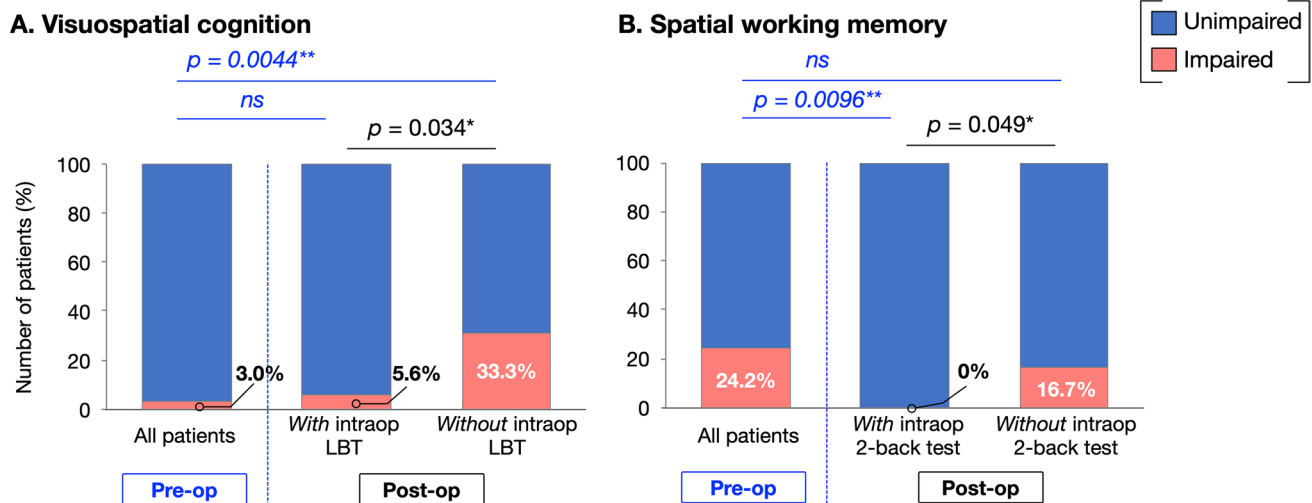 A. Visuospatial cognition
p = 0.0044**
ns
p = 0.034*
Number of patients (%)
100
80
60
40
20
0
3.0%
5.6%
33.3%
All patients
With intraop
LBT
Without intraop
LBT
Pre-op
Post-op
B. Spatial working memory
ns
p = 0.0096**
p = 0.049*
100
80
60
40
20
0
24.2%
0%
16.7%
All patients
With intraop
2-back test
Without intraop
2-back test
Pre-op
Post-op
Unimpaired
Impaired